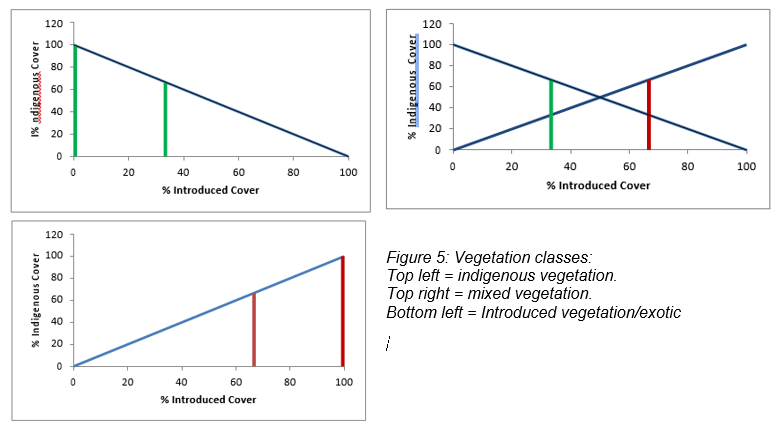 120
100
80
60
40
20
0
I% ndigenous Cover
0 20 40 60 80 100
% Introduced Cover
120
100
80
60
40
20
0
% Indigenous Cover
0 20 40 60 80 100
% Introduced Cover
120
100
80
60
40
20
0
% Indigenous Cover
0 20 40 60 80 100
% Introduced Cover
Figure 5: Vegetation classes:
Top left = indigenous vegetation.
Top right = mixed vegetation.
Bottom left = Introduced vegetation/exotic